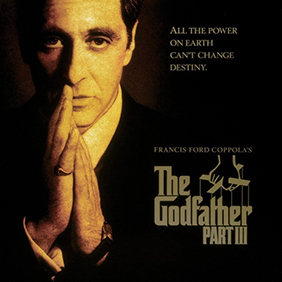 ALL THE POWER
ON EARTH
CAN'T CHANGE
DESTINY.
FRANCIS FORD COPPOLA'S
The
Godfather
PART III